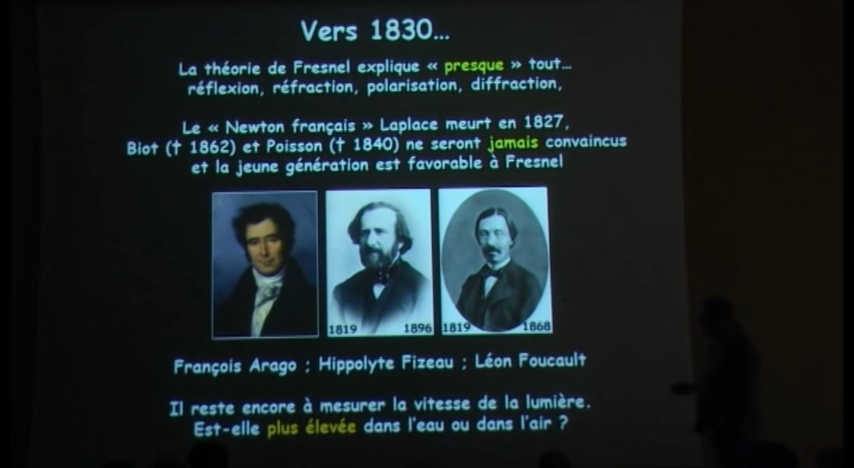 Vers 1830...
La théorie de Fresnel explique « presque » tout...
réflexion, réfraction, polarisation, diffraction,
Le « Newton français » Laplace meurt en 1827,
Biot († 1862) et Poisson († 1840) ne seront jamais convaincus
et la jeune génération est favorable à Fresnel
1819 1896 1819 1868
François Arago ; Hippolyte Fizeau ; Léon Foucault
Il reste encore à mesurer la vitesse de la lumière.
Est-elle plus élevée dans l'eau ou dans l'air ?